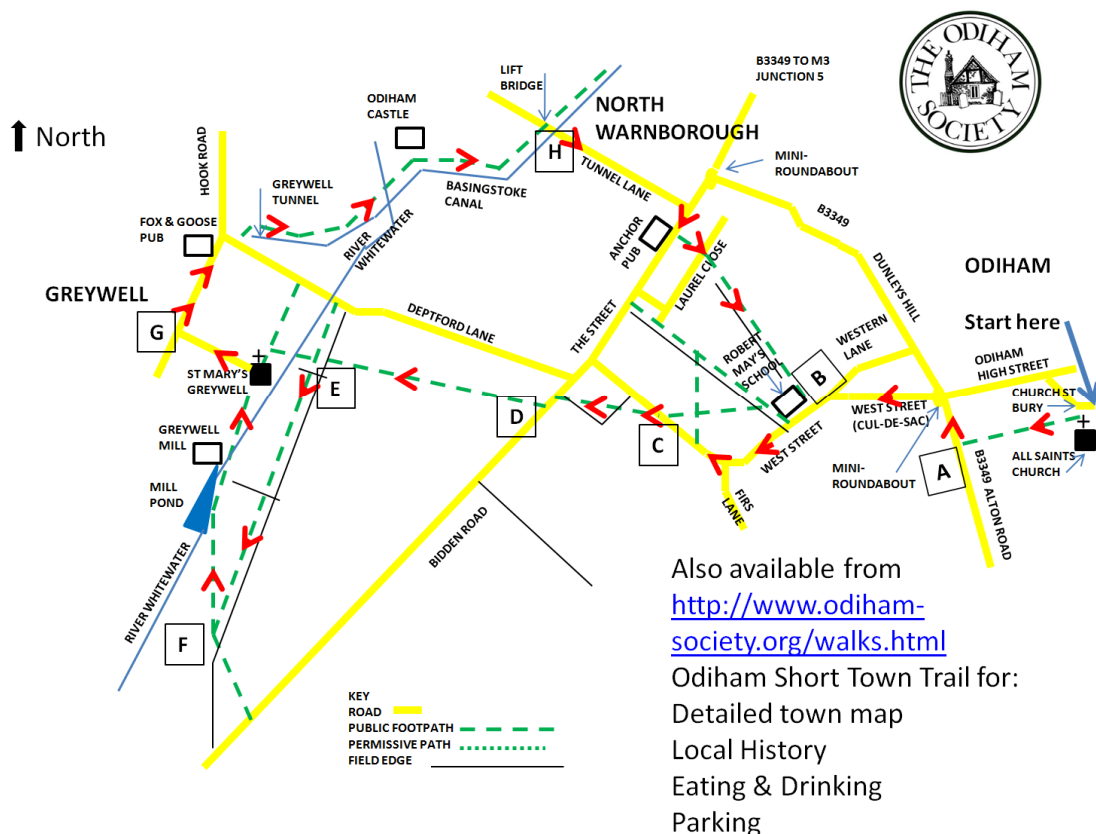 THE ODIHAM
SOCIETY
North
B3349 TO M3
JUNCTION 5
LIFT
BRIDGE
NORTH
WARNBOROUGH
ODIHAM
CASTLE
H
TUNNEL LANE
MINI-
ROUNDABOUT
HOOK ROAD
GREYWELL
TUNNEL
BASINGSTOKE
CANAL
B3349
FOX & GOOSE
PUB
RIVER
WHITEWATER
ANCHOR
PUB
LAUREL CLOSE
DUNLEYS HILL
ODIHAM
GREYWELL
G
DEPTFORD LANE
THE STREET
WESTERN
LANE
Start here
ROBERT
MAY'S
SCHOOL
B
ODIHAM
HIGH STREET
ST MARY'S
GREYWELL
E
CHURCH ST
BURY
WEST STREET
(CUL-DE-SAC)
D
C
WEST STREET
ALL SAINTS
CHURCH
GREYWELL
MILL
A
MINI-
ROUNDABOUT
MILL
POND
FIRS
LANE
B3349 ALTON ROAD
BIDDEN ROAD
RIVER WHITEWATER
F
Also available from
http://www.odiham-
society.org/walks.html
Odiham Short Town Trail for:
Detailed town map
Local History
Eating & Drinking
Parking
KEY
ROAD
PUBLIC FOOTPATH
PERMISSIVE PATH
FIELD EDGE